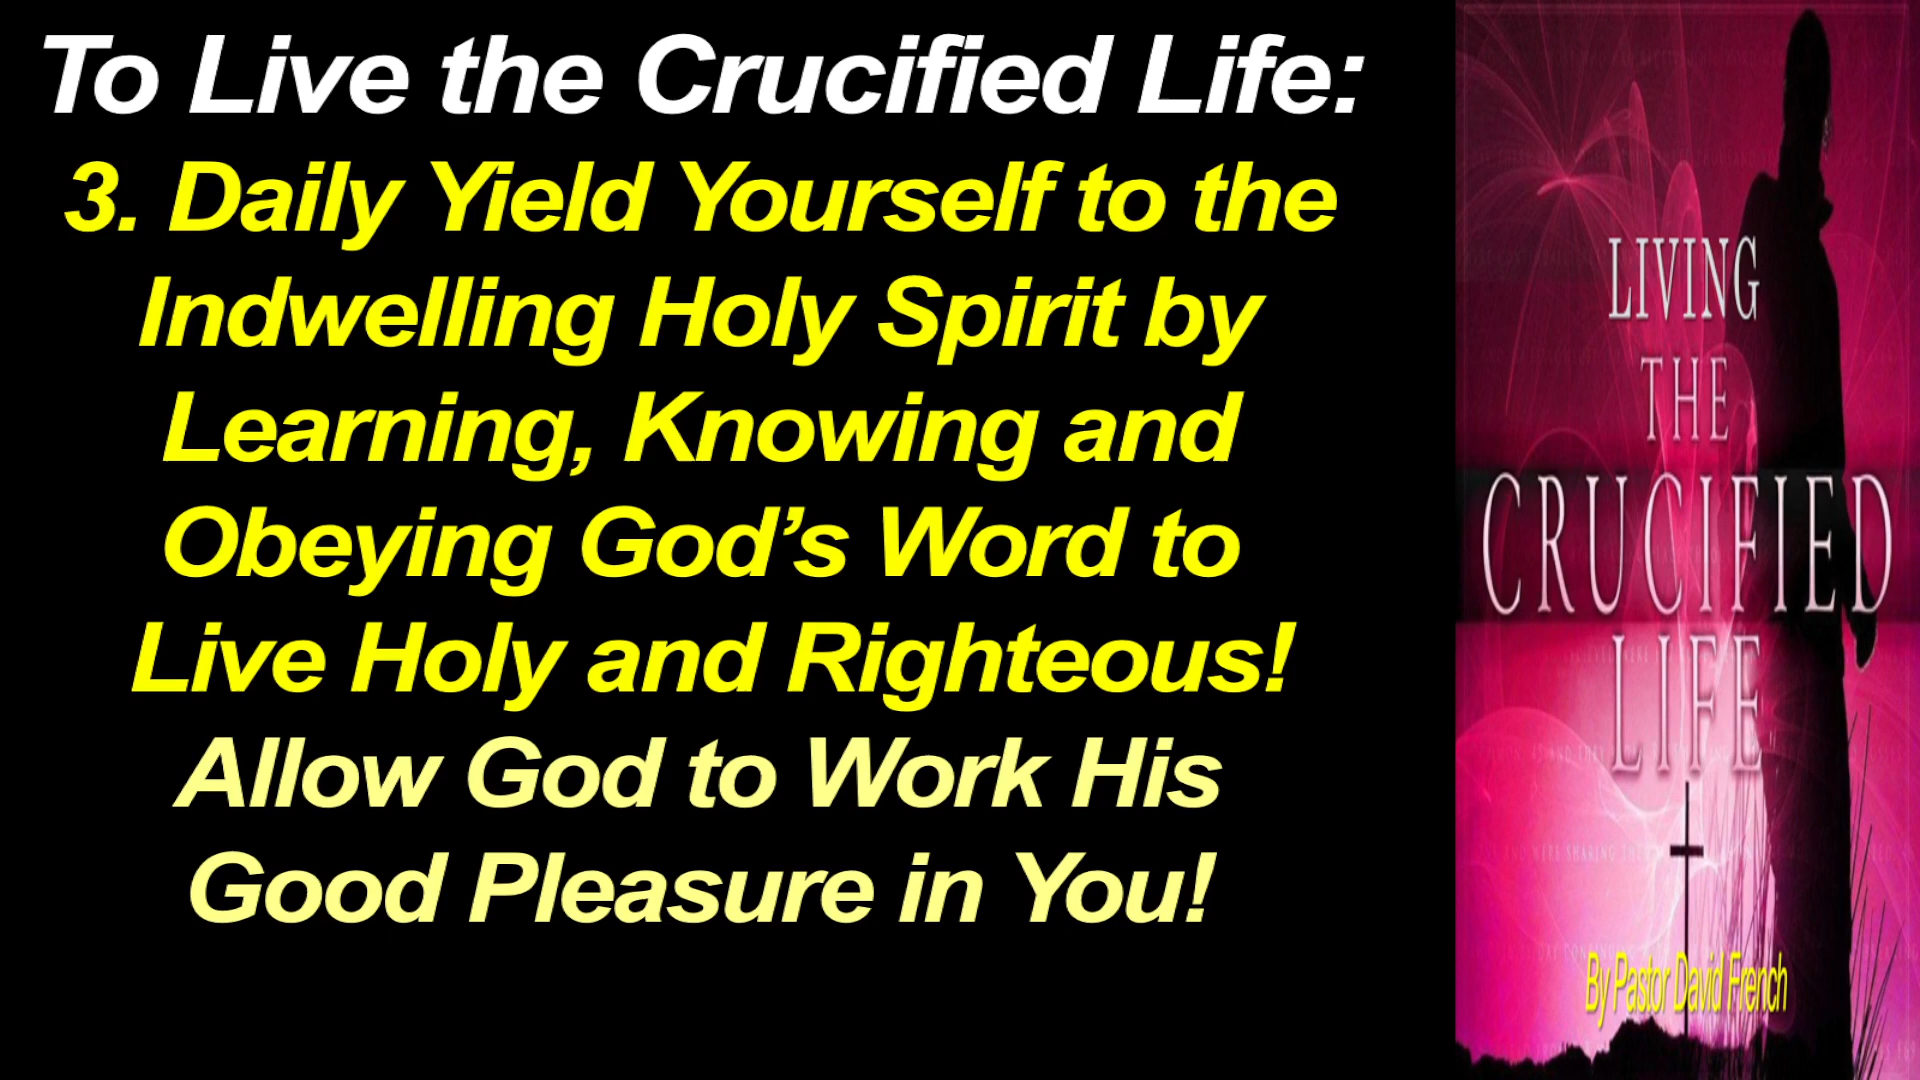 To Live the Crucified Life:
3. Daily Yield Yourself to the
Indwelling Holy Spirit by
Learning, Knowing and
Obeying God’s Word to
Live Holy and Righteous!
Allow God to Work His
Good Pleasure in You!
LIVING
THE
CRUCIFIED
LIFE
By Pastor David French